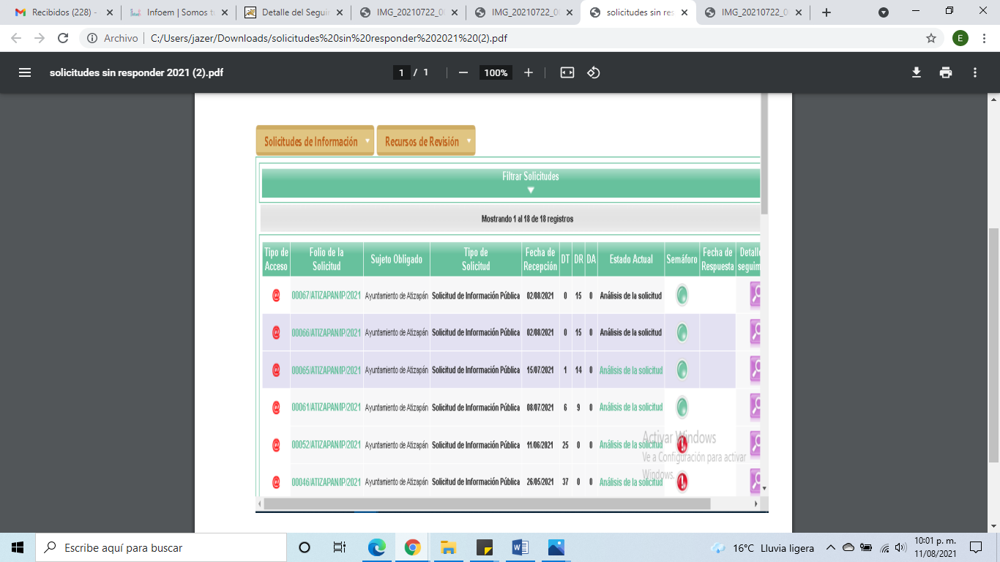 Recibidos (228) -
Infoem | Somos tu
Detalle del Seguir
IMG_20210722_0
IMG_20210722_0
solicitudes sin res
IMG_20210722_0
Archivo
C:/Users/jazer/Downloads/solicitudes%20sin%20responder%202021%20(2).pdf
E
solicitudes sin responder 2021 (2).pdf
1 / 1
100%
Solicitudes de Información
Recursos de Revisión
Filtrar Solicitudes
Mostrando 1 al 18 de 18 registros
Tipo de Acceso Folio de la Solicitud Sujeto Obligado Tipo de Solicitud Fecha de Recepción DT DR DA Estado Actual Semáforo Fecha de Respuesta Detall seguim
@ 00067/ATIZAPAN/IP/2021 Ayuntamiento de Atizapán Solicitud de Información Pública 02/08/2021 0 15 0 Análisis de la solicitud
@ 00066/ATIZAPAN/IP/2021 Ayuntamiento de Atizapán Solicitud de Información Pública 02/08/2021 0 15 0 Análisis de la solicitud
@ 00065/ATIZAPAN/IP/2021 Ayuntamiento de Atizapán Solicitud de Información Pública 15/07/2021 1 14 0 Análisis de la solicitud
@ 00061/ATIZAPAN/IP/2021 Ayuntamiento de Atizapán Solicitud de Información Pública 08/07/2021 6 9 0 Análisis de la solicitud
@ 00052/ATIZAPAN/IP/2021 Ayuntamiento de Atizapán Solicitud de Información Pública 11/06/2021 25 0 0 Análisis de la solicitud
@ 00046/ATIZAPAN/IP/2021 Ayuntamiento de Atizapán Solicitud de Información Pública 26/05/2021 37 0 0 Análisis de la solicitud
Activar Windows
Ve a Configuración para activar
Windows.
Escribe aquí para buscar
16°C Lluvia ligera
10:01 p. m.
11/08/2021